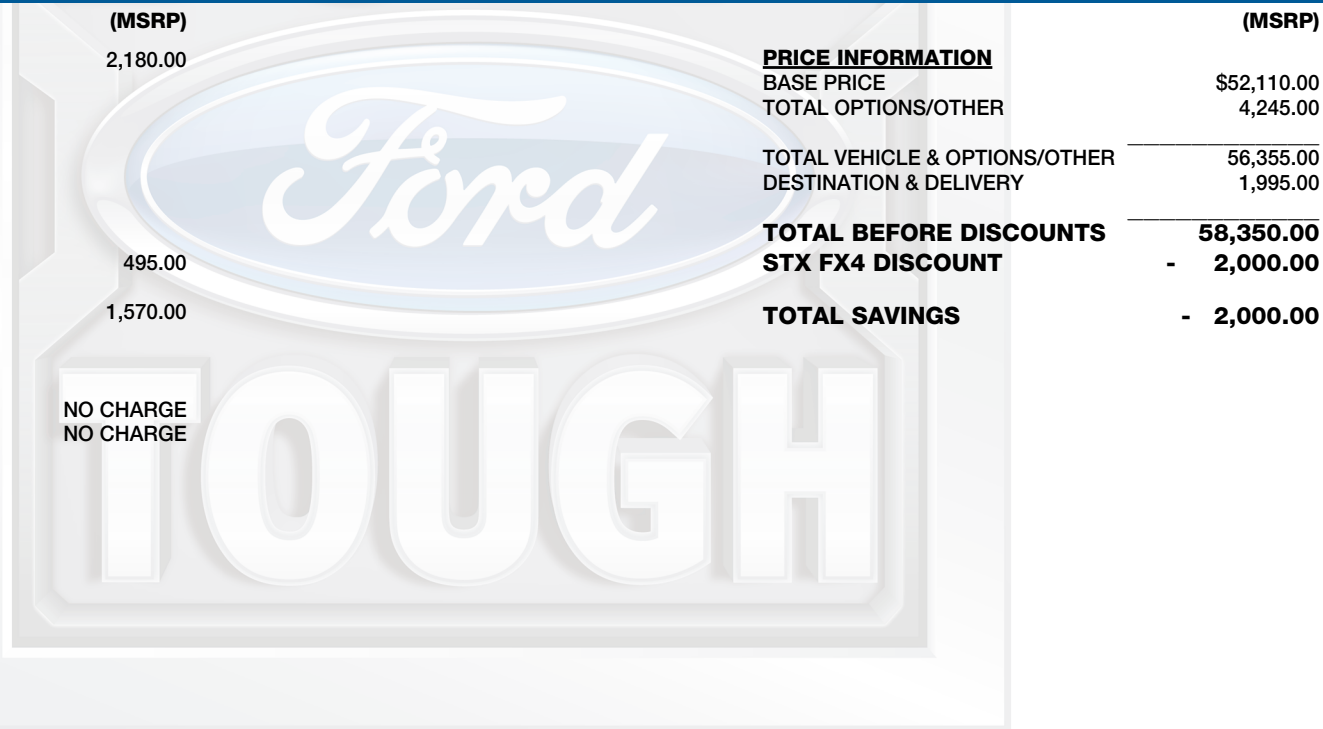 (MSRP)
2,180.00
495.00
1,570.00
NO CHARGE
NO CHARGE
Ford
TOUGH
(MSRP)
PRICE INFORMATION
BASE PRICE $52,110.00
TOTAL OPTIONS/OTHER 4,245.00
TOTAL VEHICLE & OPTIONS/OTHER 56,355.00
DESTINATION & DELIVERY 1,995.00
TOTAL BEFORE DISCOUNTS 58,350.00
STX FX4 DISCOUNT - 2,000.00
TOTAL SAVINGS - 2,000.00